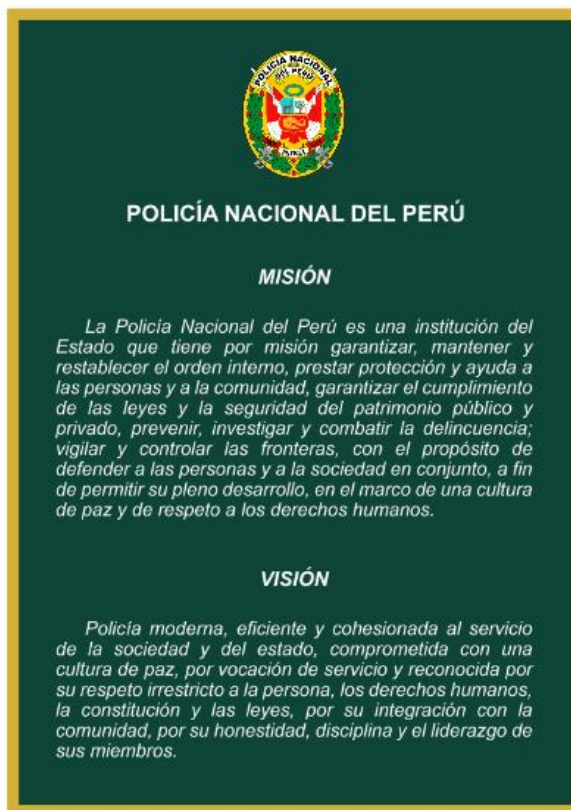 POLICÍA NACIONAL
DEL PERÚ
POLICÍA NACIONAL DEL PERÚ
MISIÓN
La Policía Nacional del Perú es una institución del
Estado que tiene por misión garantizar, mantener y
restablecer el orden interno, prestar protección y ayuda a
las personas y a la comunidad, garantizar el cumplimiento
de las leyes y la seguridad del patrimonio público y
privado, prevenir, investigar y combatir la delincuencia;
vigilar y controlar las fronteras, con el propósito de
defender a las personas y a la sociedad en conjunto, a fin
de permitir su pleno desarrollo, en el marco de una cultura
de paz y de respeto a los derechos humanos.
VISIÓN
Policía moderna, eficiente y cohesionada al servicio
de la sociedad y del estado, comprometida con una
cultura de paz, por vocación de servicio y reconocida por
su respeto irrestricto a la persona, los derechos humanos,
la constitución y las leyes, por su integración con la
comunidad, por su honestidad, disciplina y el liderazgo de
sus miembros.